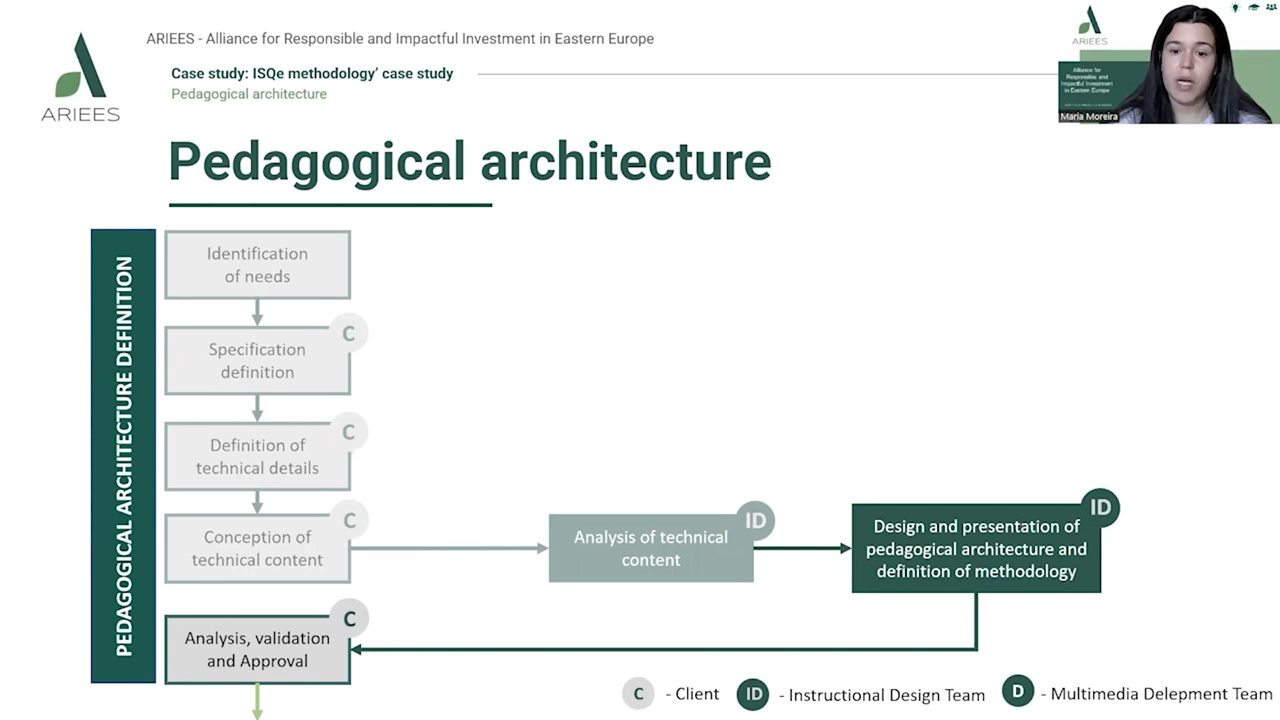 ARIEES - Alliance for Responsible and Impactful Investment in Eastern Europe
Case study: ISQe methodology’ case study
Pedagogical architecture
ARIEES
ARIEES
Alliance for
Responsible and
Impactful Investment
in Eastern Europe
Maria Moreira
Pedagogical architecture
PEDAGOGICAL ARCHITECTURE DEFINITION
Identification
of needs
C
Specification
definition
C
Definition of
technical details
C
Conception of
technical content
ID
Analysis of technical
content
ID
Design and presentation of
pedagogical architecture and
definition of methodology
C
Analysis, validation
and Approval
C - Client
ID - Instructional Design Team
D - Multimedia Delepment Team